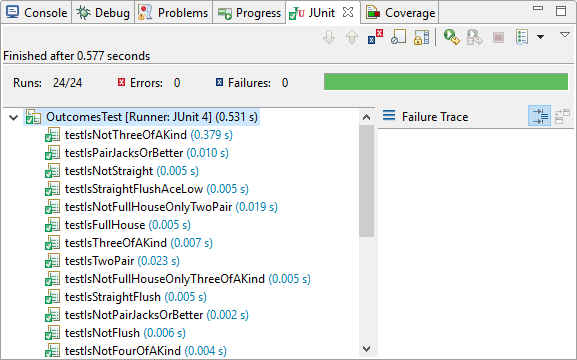 Console Debug Problems Progress JUnit Coverage
Finished after 0.577 seconds
Runs: 24/24 Errors: 0 Failures: 0
OutcomesTest [Runner: JUnit 4] (0.531 s) Failure Trace
testIsNotThreeOfAKind (0.379 s)
testIsPairJacksOrBetter (0.010 s)
testIsNotStraight (0.005 s)
testIsStraightFlushAceLow (0.005 s)
testIsNotFullHouseOnlyTwoPair (0.019 s)
testIsFullHouse (0.005 s)
testIsThreeOfAKind (0.007 s)
testIsTwoPair (0.023 s)
testIsNotFullHouseOnlyThreeOfAKind (0.005 s)
testIsStraightFlush (0.005 s)
testIsNotPairJacksOrBetter (0.002 s)
testIsNotFlush (0.006 s)
testIsNotFourOfAKind (0.004 s)